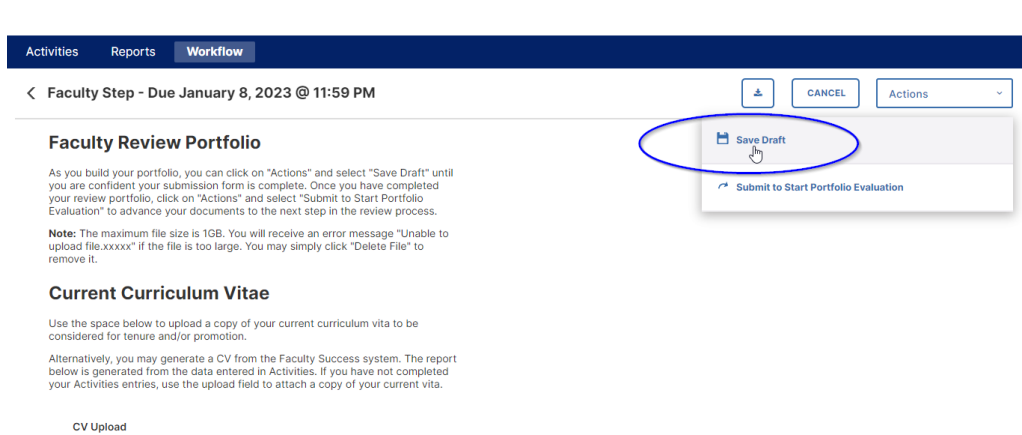 Activities Reports Workflow
Faculty Step - Due January 8, 2023 @ 11:59 PM
CANCEL
Actions
Save Draft
Submit to Start Portfolio Evaluation
Faculty Review Portfolio
As you build your portfolio, you can click on "Actions" and select "Save Draft" until
you are confident your submission form is complete. Once you have completed
your review portfolio, click on "Actions" and select "Submit to Start Portfolio
Evaluation" to advance your documents to the next step in the review process.
Note: The maximum file size is 1GB. You will receive an error message "Unable to
upload file.xxxxx" if the file is too large. You may simply click "Delete File" to
remove it.
Current Curriculum Vitae
Use the space below to upload a copy of your current curriculum vita to be
considered for tenure and/or promotion.
Alternatively, you may generate a CV from the Faculty Success system. The report
below is generated from the data entered in Activities. If you have not completed
your Activities entries, use the upload field to attach a copy of your current vita.
CV Upload